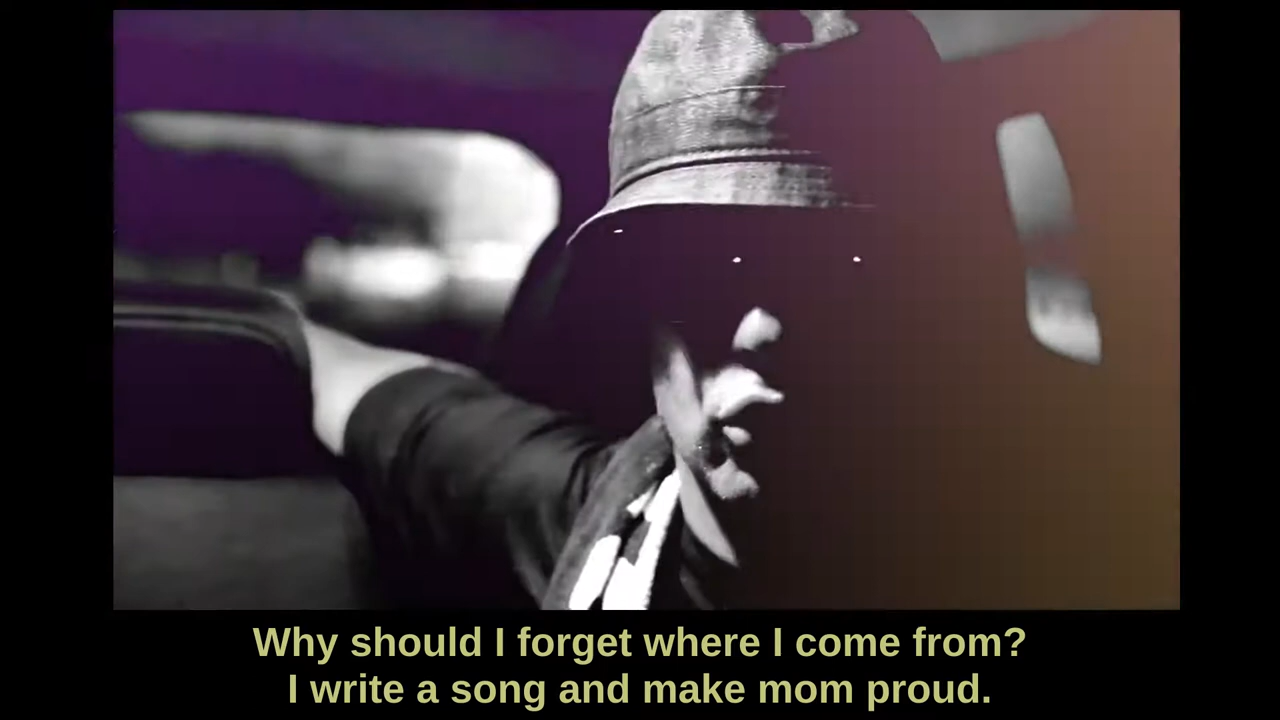 Why should I forget where I come from?
I write a song and make mom proud.